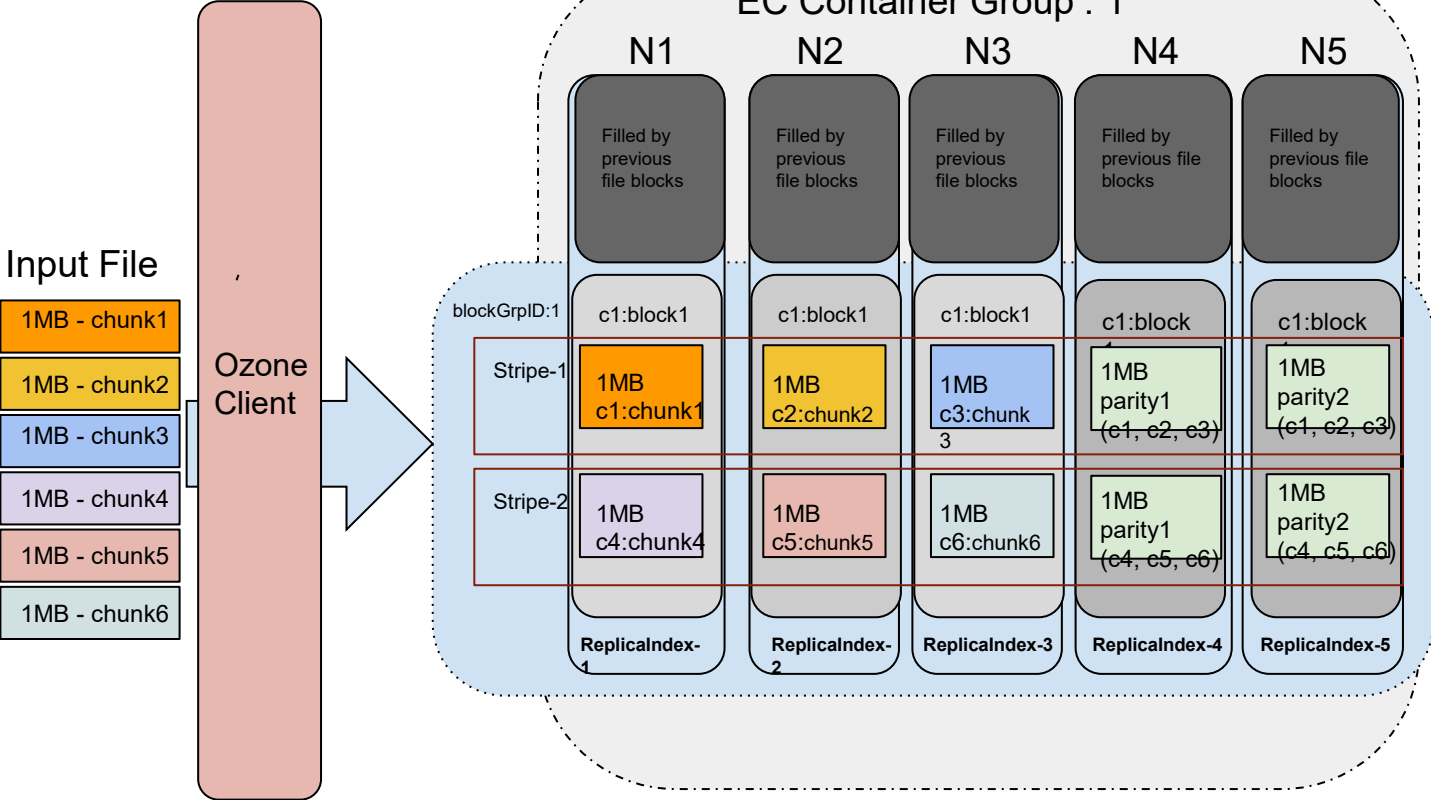 EC Container Group : 1
N1
N2
N3
N4
N5
Filled by
previous
file blocks
Filled by
previous
file blocks
Filled by
previous
file blocks
Filled by
previous file
blocks
Filled by
previous file
blocks
Input File
1MB - chunk1
1MB - chunk2
1MB - chunk3
1MB - chunk4
1MB - chunk5
1MB - chunk6
,
Ozone
Client
blockGrpID:1
c1:block1
c1:block1
c1:block1
c1:block
c1:block
Stripe-1
1MB
c1:chunk1
1MB
c2:chunk2
1MB
c3:chunk
3
1MB
parity1
(c1, c2, c3)
1MB
parity2
(c1, c2, c3)
Stripe-2
1MB
c4:chunk4
1MB
c5:chunk5
1MB
c6:chunk6
1MB
parity1
(c4, c5, c6)
1MB
parity2
(c4, c5, c6)
ReplicaIndex-
1
ReplicaIndex-
2
ReplicaIndex-3
ReplicaIndex-4
ReplicaIndex-5